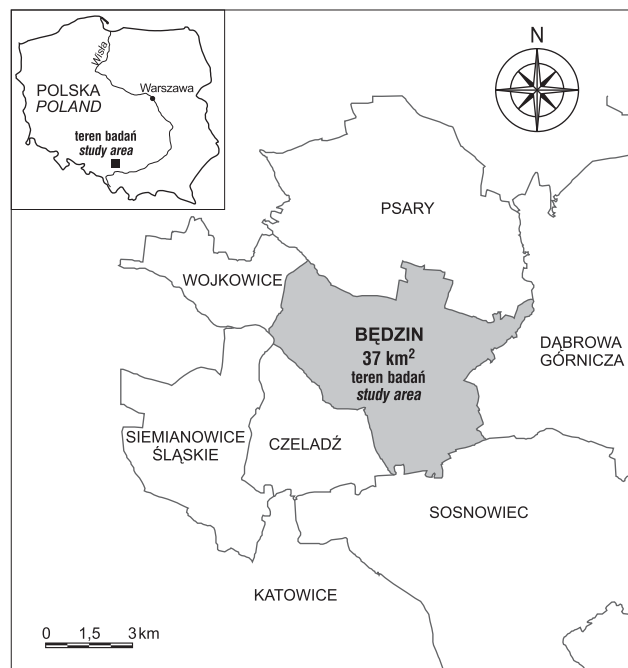 Wisła
Warszawa
POLSKA
POLAND
teren badań
study area
N
PSARY
WOJKOWICE
BĘDZIN
37 km²
teren badań
study area
DĄBROWA
GÓRNICZA
SIEMIANOWICE
ŚLĄSKIE
CZELADŹ
SOSNOWIEC
KATOWICE
0 1,5 3 km